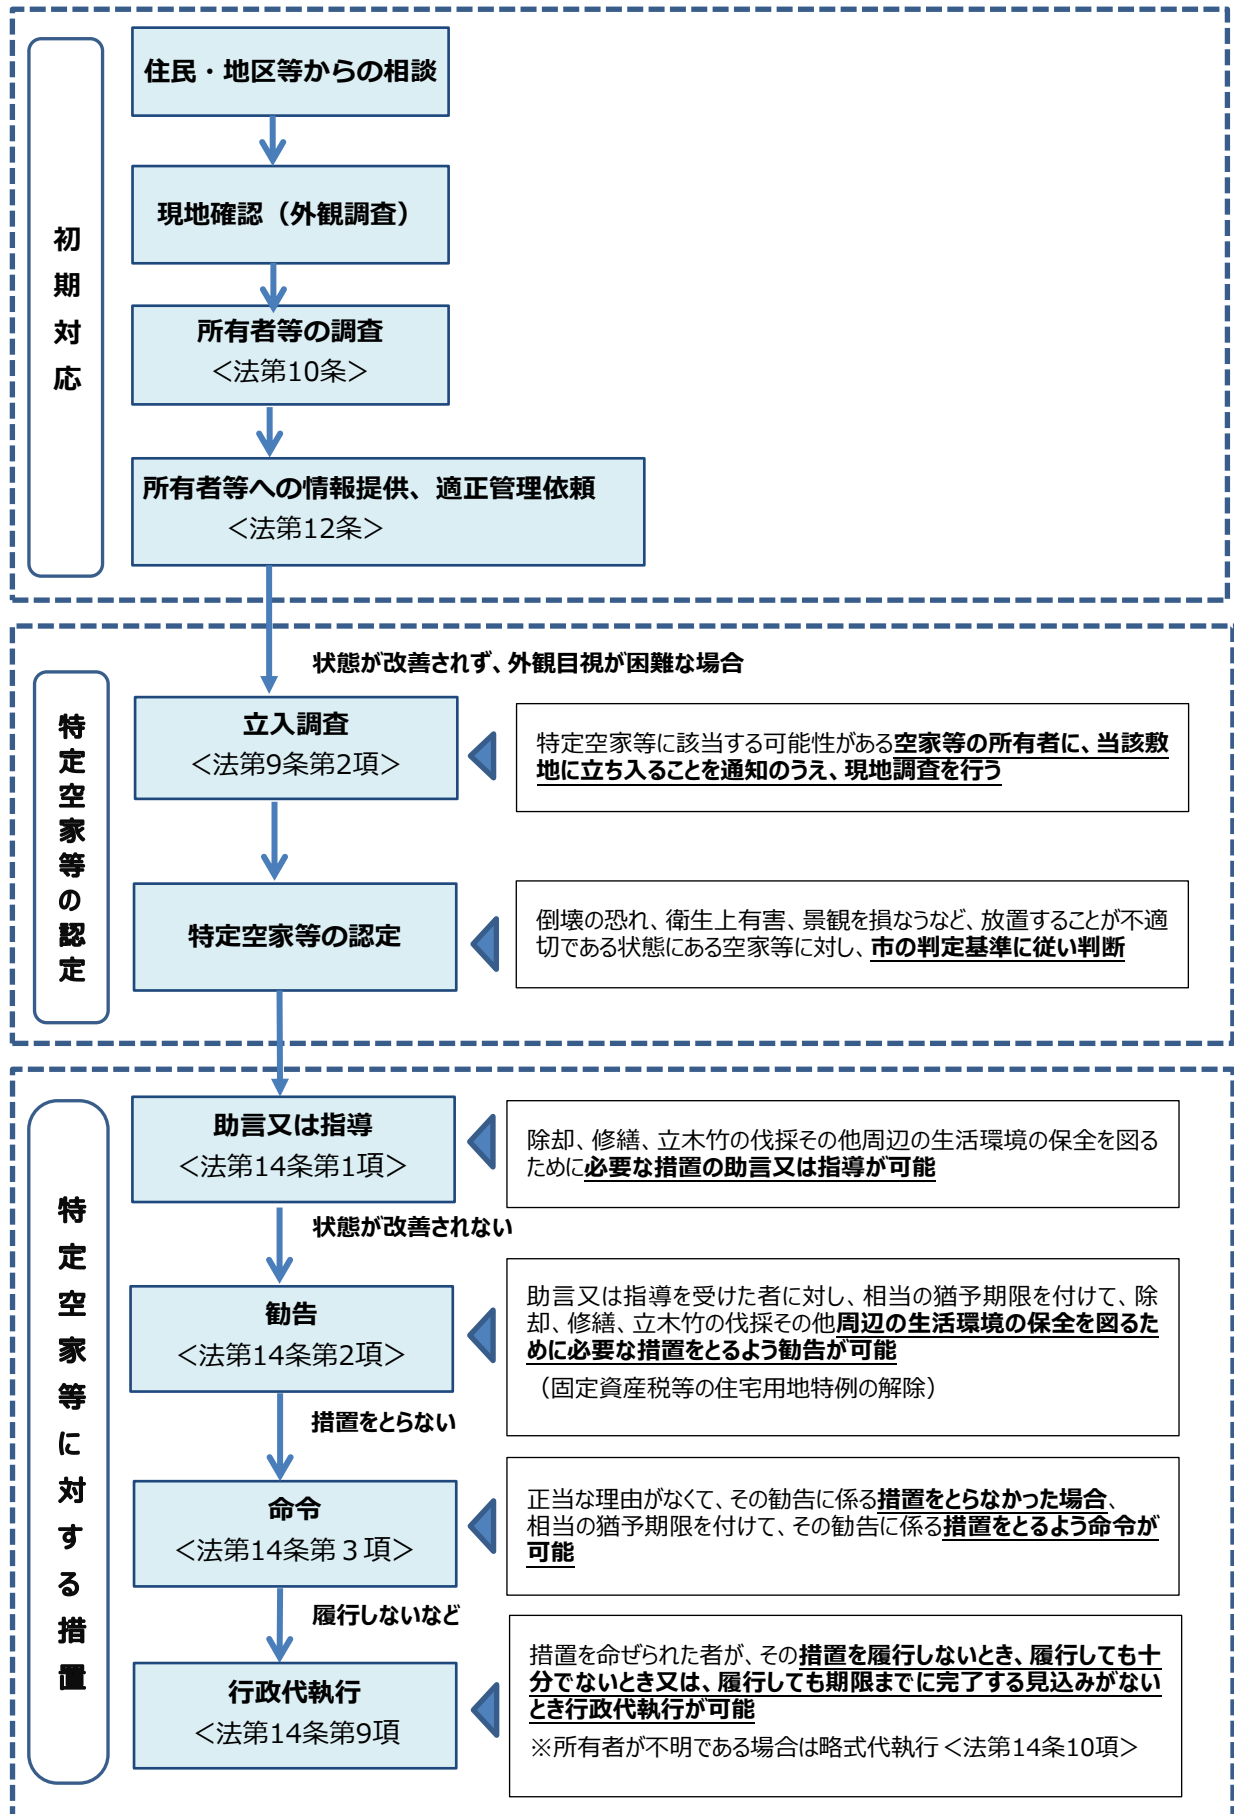 初期対応
住民・地区等からの相談
現地確認（外観調査）
所有者等の調査
＜法第10条＞
所有者等への情報提供、適正管理依頼
＜法第12条＞
特定空家等の認定
状態が改善されず、外観目視が困難な場合
立入調査
＜法第9条第2項＞
特定空家等に該当する可能性がある空家等の所有者に、当該敷
地に立ち入ることを通知のうえ、現地調査を行う
特定空家等の認定
倒壊の恐れ、衛生上有害、景観を損なうなど、放置することが不適
切である状態にある空家等に対し、市の判定基準に従い判断
特定空家等に対する措置
助言又は指導
＜法第14条第1項＞
除却、修繕、立木竹の伐採その他周辺の生活環境の保全を図る
ために必要な措置の助言又は指導が可能
状態が改善されない
勧告
＜法第14条第2項＞
助言又は指導を受けた者に対し、相当の猶予期限を付けて、除
却、修繕、立木竹の伐採その他周辺の生活環境の保全を図るた
めに必要な措置をとるよう勧告が可能
（固定資産税等の住宅用地特例の解除）
措置をとらない
命令
＜法第14条第３項＞
正当な理由がなくて、その勧告に係る措置をとらなかった場合、
相当の猶予期限を付けて、その勧告に係る措置をとるよう命令が
可能
履行しないなど
行政代執行
＜法第14条第9項
措置を命ぜられた者が、その措置を履行しないとき、履行しても十
分でないとき又は、履行しても期限までに完了する見込みがない
とき行政代執行が可能
※所有者が不明である場合は略式代執行＜法第14条10項＞